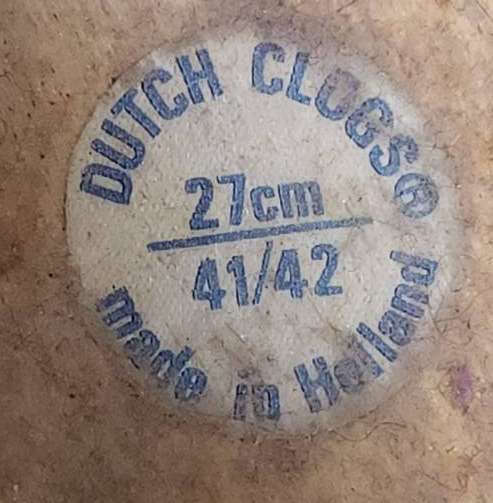 DUTCH CLOGS®
27cm
41/42
made in Holland